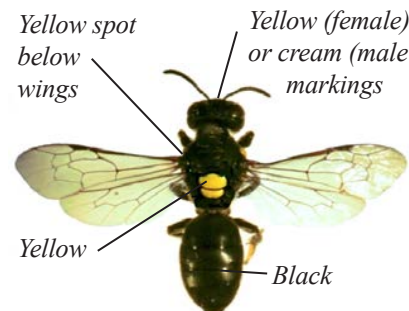 Yellow spot
below
wings
Yellow (female)
or cream (male
markings
Yellow
Black